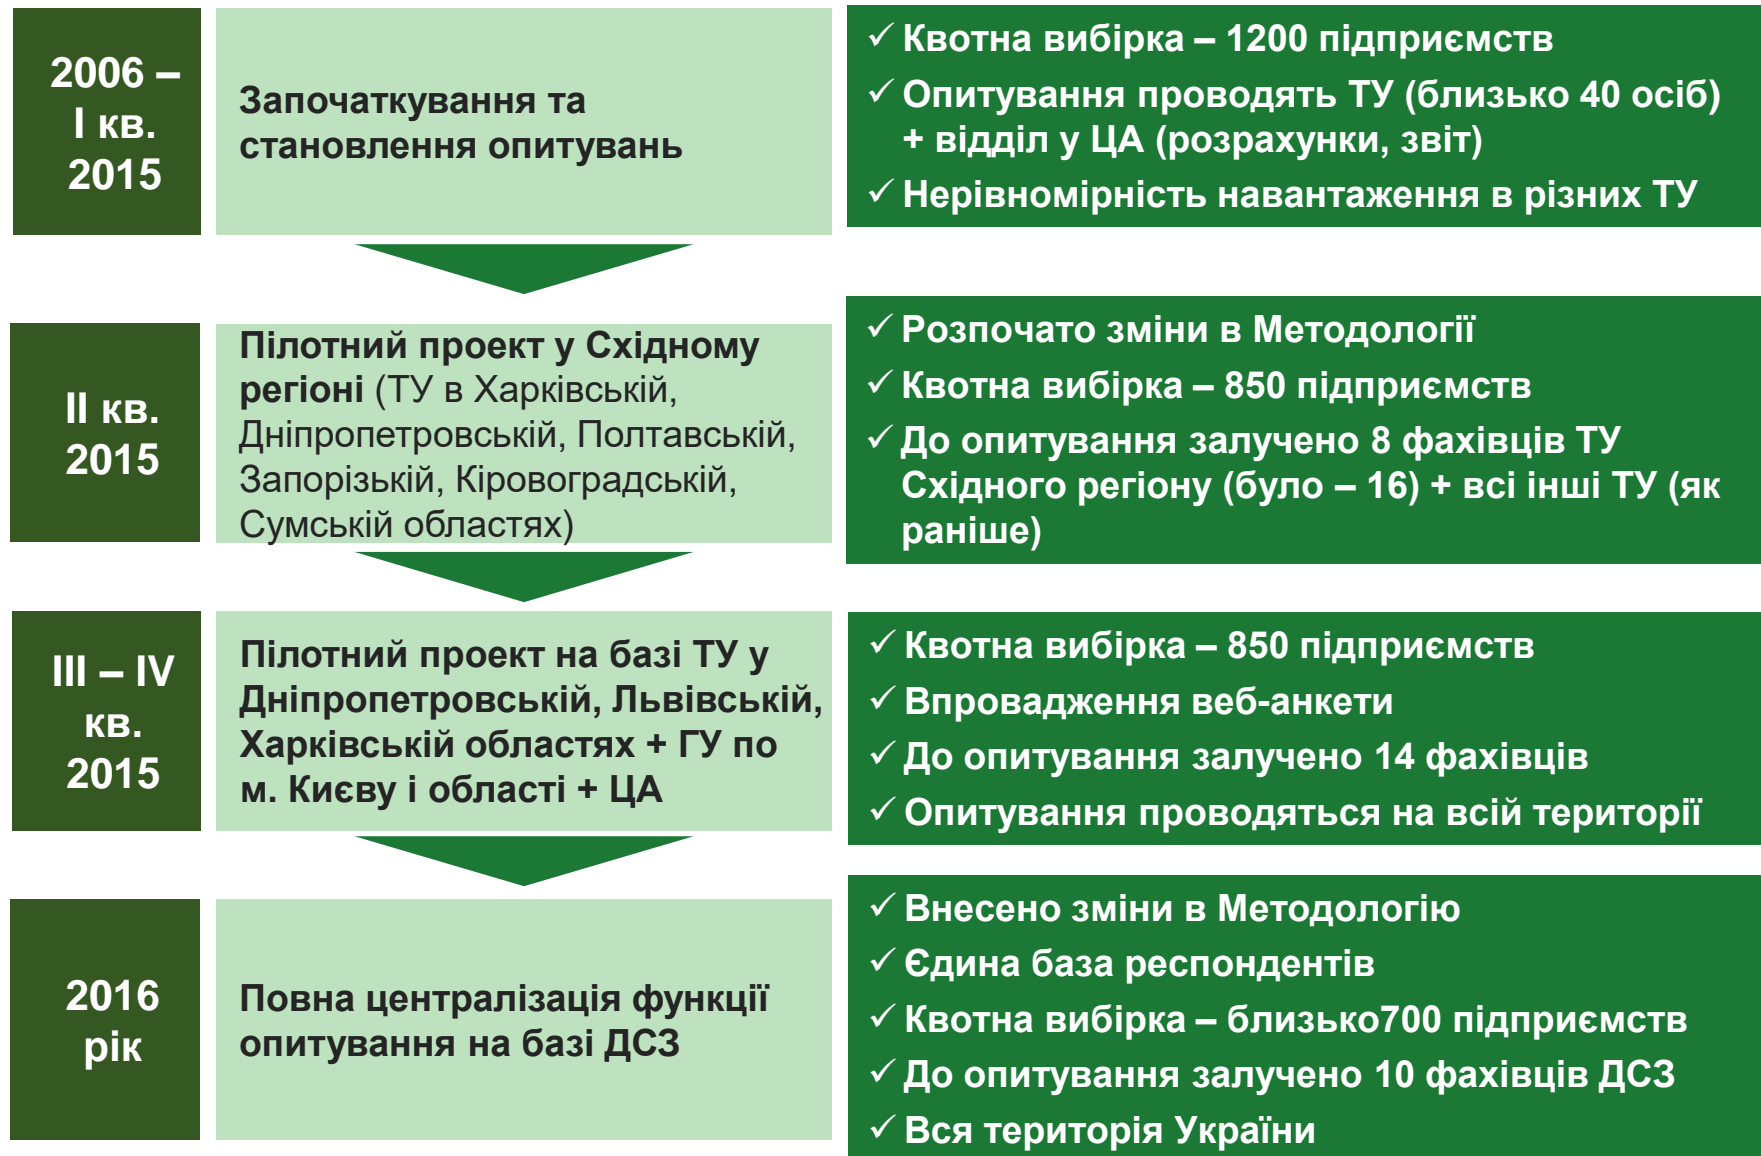 2006 –
І кв.
2015
Започаткування та
становлення опитувань
✓ Квотна вибірка – 1200 підприємств
✓ Опитування проводять ТУ (близько 40 осіб)
+ відділ у ЦА (розрахунки, звіт)
✓ Нерівномірність навантаження в різних ТУ
ІІ кв.
2015
Пілотний проект у Східному
регіоні (ТУ в Харківській,
Дніпропетровській, Полтавській,
Запорізькій, Кіровоградській,
Сумській областях)
✓ Розпочато зміни в Методології
✓ Квотна вибірка – 850 підприємств
✓ До опитування залучено 8 фахівців ТУ
Східного регіону (було – 16) + всі інші ТУ (як
раніше)
ІІІ – IV
кв.
2015
Пілотний проект на базі ТУ у
Дніпропетровській, Львівській,
Харківській областях + ГУ по
м. Києву і області + ЦА
✓ Квотна вибірка – 850 підприємств
✓ Впровадження веб-анкети
✓ До опитування залучено 14 фахівців
✓ Опитування проводяться на всій території
2016
рік
Повна централізація функції
опитування на базі ДСЗ
✓ Внесено зміни в Методологію
✓ Єдина база респондентів
✓ Квотна вибірка – близько700 підприємств
✓ До опитування залучено 10 фахівців ДСЗ
✓ Вся територія України